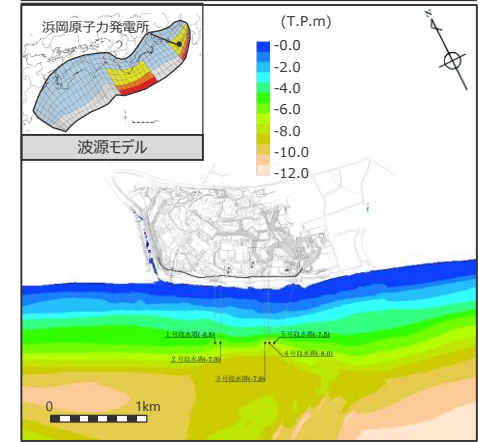 浜岡原子力発電所
波源モデル
(T.P.m)
-0.0
-2.0
-4.0
-6.0
-8.0
-10.0
-12.0
1号取水塔(-6.8)
2号取水塔(-7.9)
3号取水塔(-7.9)
5号取水塔(-7.5)
4号取水塔(-8.0)
0 1km